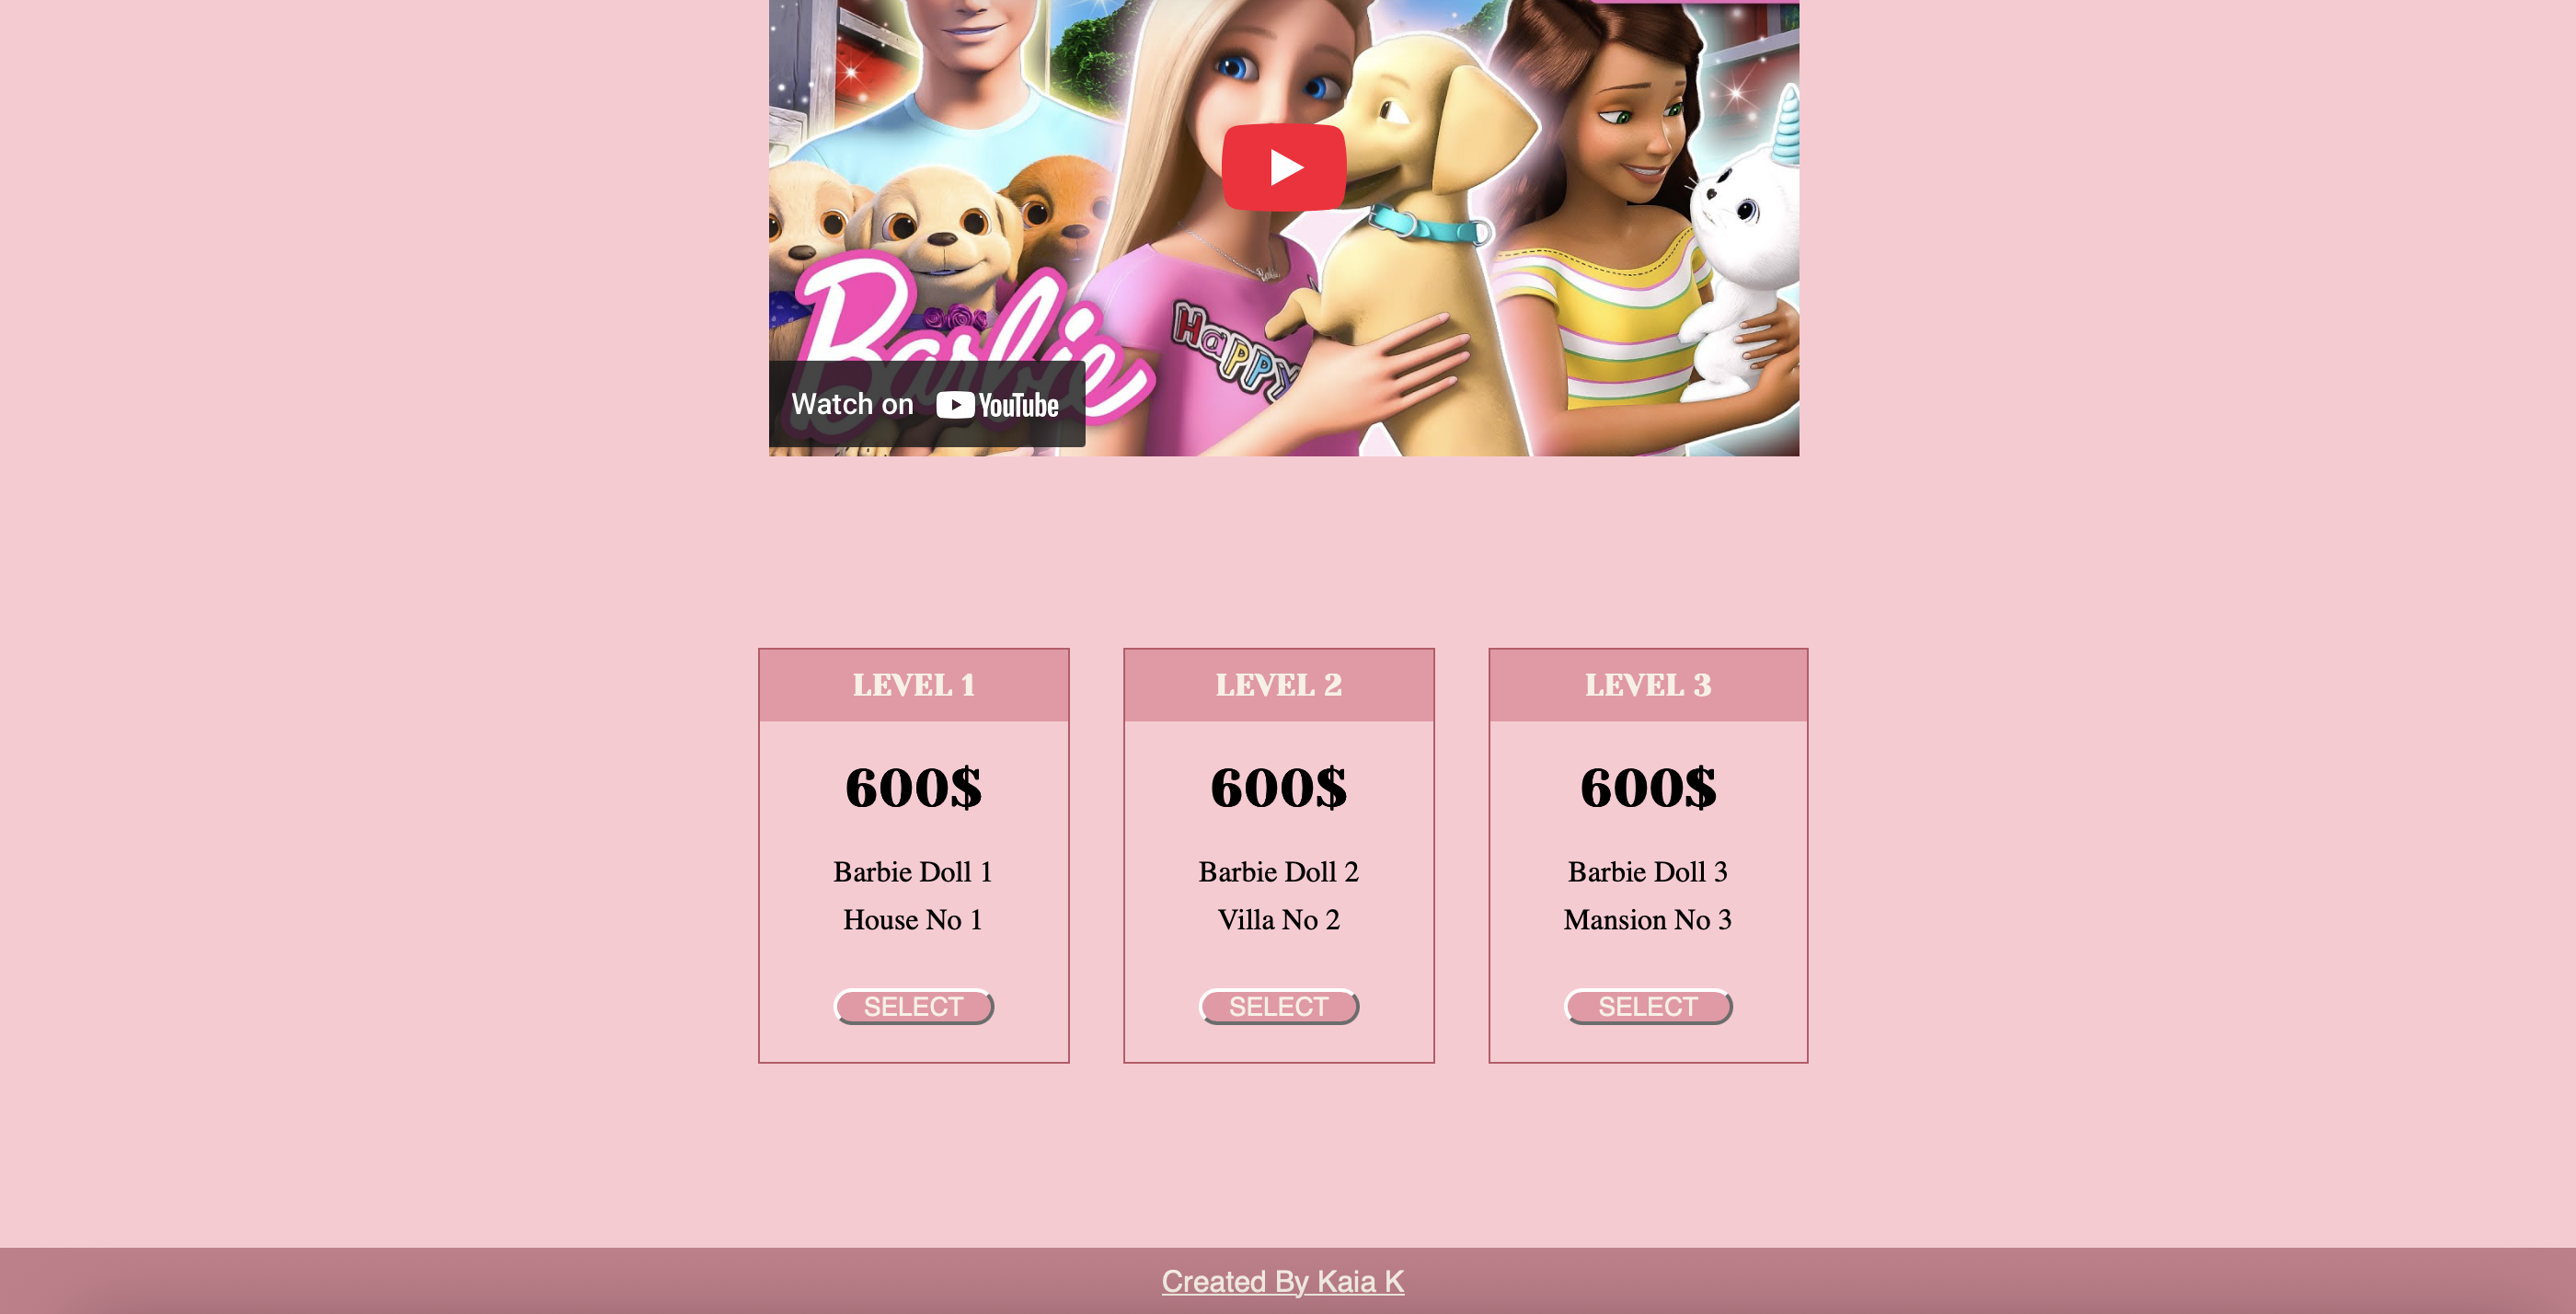 HAPPY
Barbie
Watch on YouTube
LEVEL 1
600$
Barbie Doll 1
House No 1
SELECT
LEVEL 2
600$
Barbie Doll 2
Villa No 2
SELECT
LEVEL 3
600$
Barbie Doll 3
Mansion No 3
SELECT
Created By Kaia K